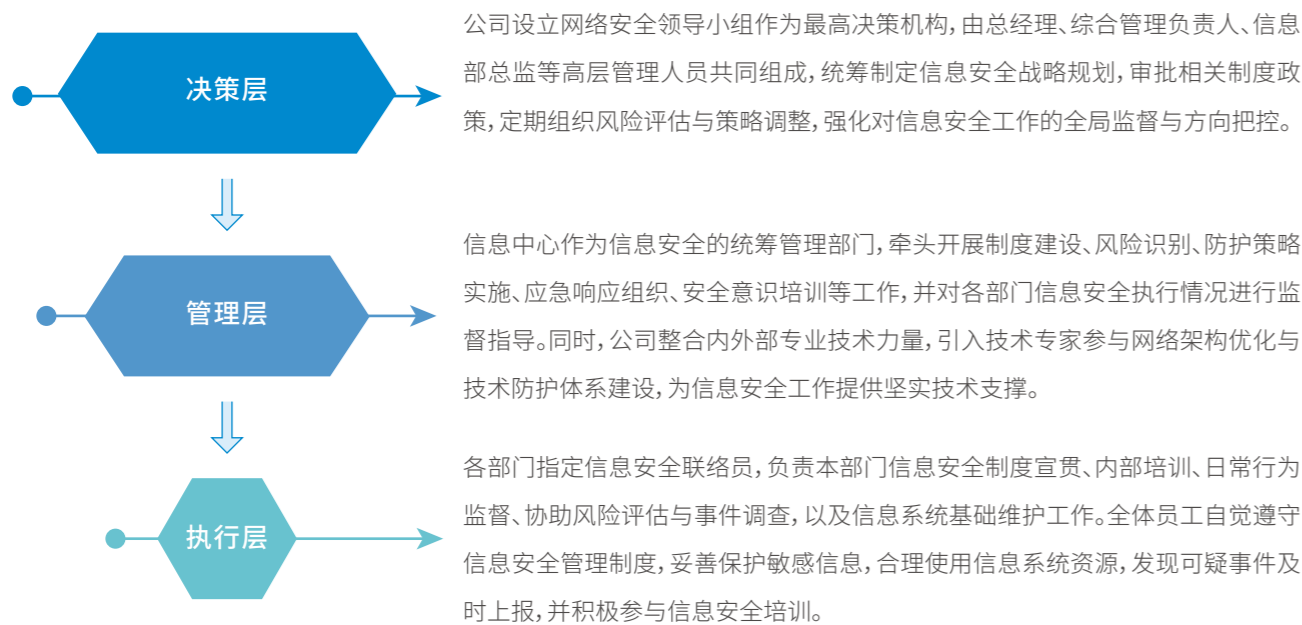 决策层
公司设立网络安全领导小组作为最高决策机构，由总经理、综合管理负责人、信息
部总监等高层管理人员共同组成，统筹制定信息安全战略规划，审批相关制度政
策，定期组织风险评估与策略调整，强化对信息安全工作的全局监督与方向把控。
管理层
信息中心作为信息安全的统筹管理部门，牵头开展制度建设、风险识别、防护策略
实施、应急响应组织、安全意识培训等工作，并对各部门信息安全执行情况进行监
督指导。同时，公司整合内外部专业技术力量，引入技术专家参与网络架构优化与
技术防护体系建设，为信息安全工作提供坚实技术支撑。
执行层
各部门指定信息安全联络员，负责本部门信息安全制度宣贯、内部培训、日常行为
监督、协助风险评估与事件调查，以及信息系统基础维护工作。全体员工自觉遵守
信息安全管理制度，妥善保护敏感信息，合理使用信息系统资源，发现可疑事件及
时上报，并积极参与信息安全培训。